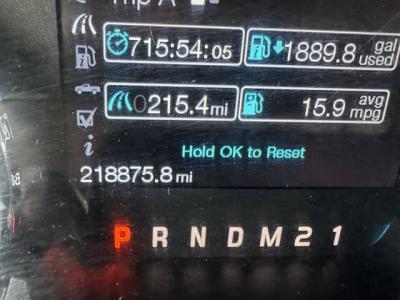 Trip A
715:54:05 1889.8 gal used
0215.4 mi 15.9 avg mpg
Hold OK to Reset
218875.8 mi
P R N D M 2 1